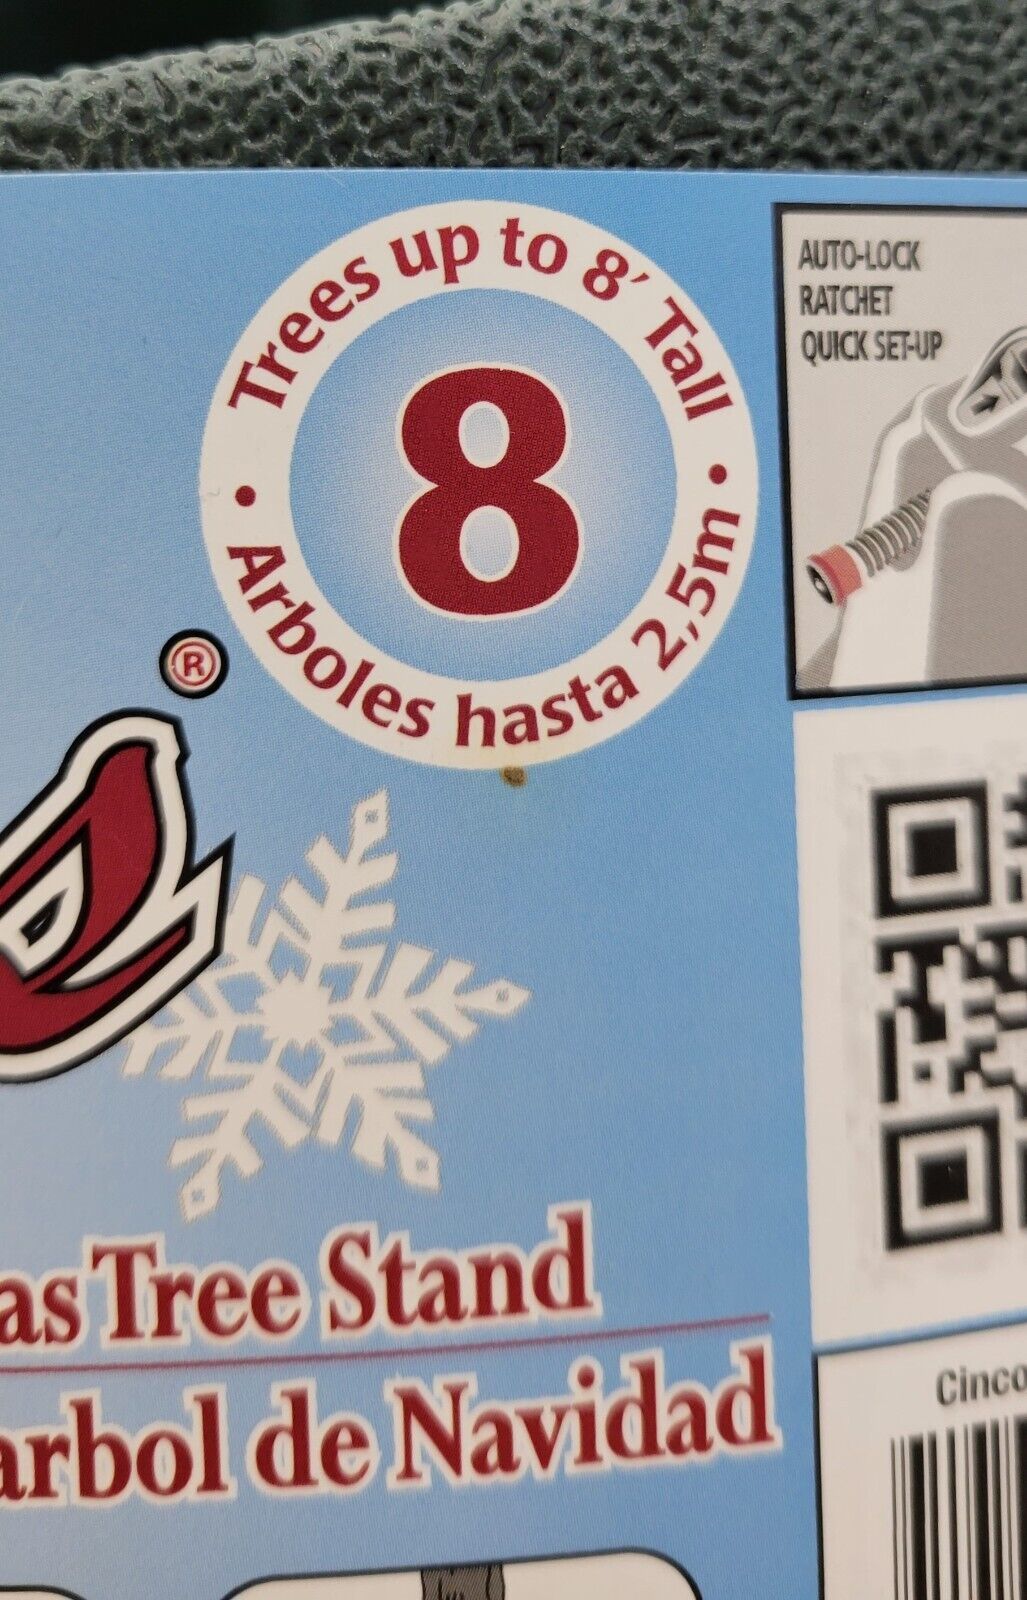 Trees up to 8' Tall
8
• Arboles hasta 2,5m •
AUTO-LOCK
RATCHET
QUICK SET-UP
®
as Tree Stand
arbol de Navidad
Cinco